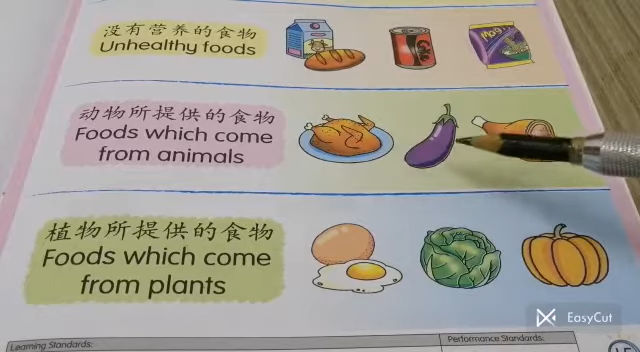 没有营养的食物
Unhealthy foods
动物所提供的食物
Foods which come
from animals
植物所提供的食物
Foods which come
from plants
EasyCut
Learning Standards:
Performance Standards: